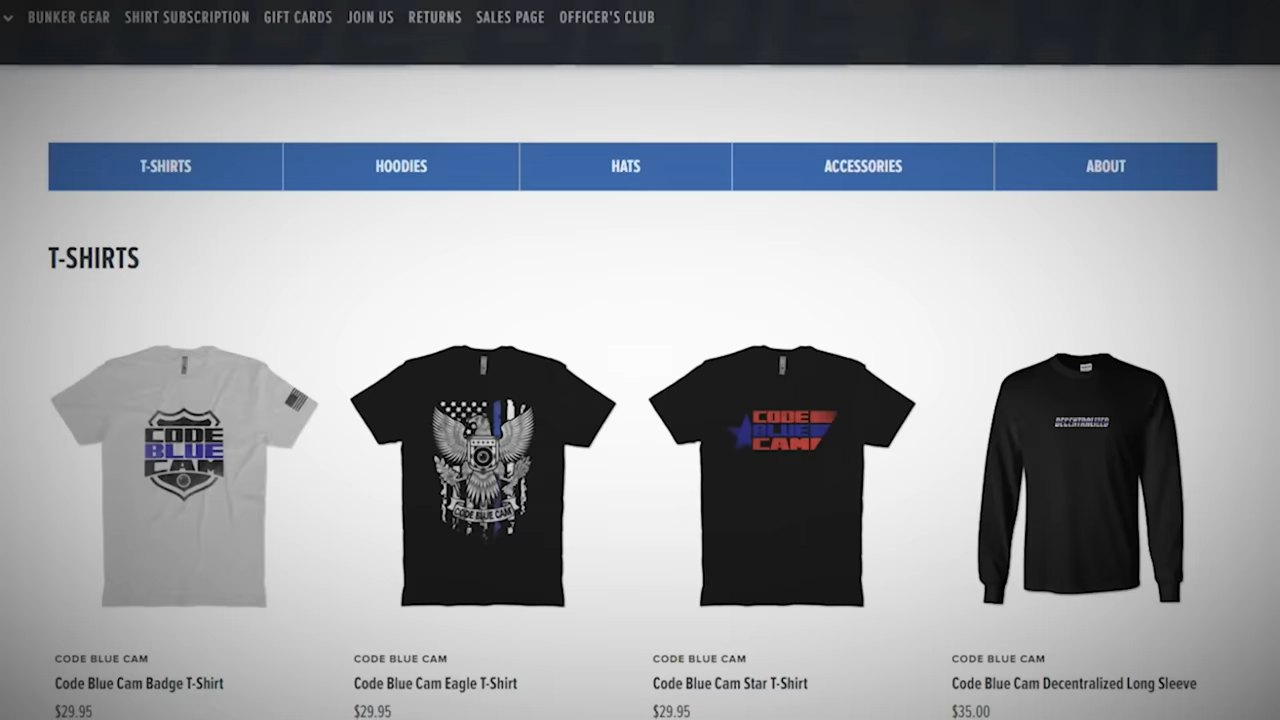 BUNKER GEAR SHIRT SUBSCRIPTION GIFT CARDS JOIN US RETURNS SALES PAGE OFFICER'S CLUB
T-SHIRTS HOODIES HATS ACCESSORIES ABOUT
T-SHIRTS
CODE
BLUE
CAM
CODE BLUE CAM
CODE
BLUE
CAM
DECENTRALIZED
CODE BLUE CAM
Code Blue Cam Badge T-Shirt
$29.95
CODE BLUE CAM
Code Blue Cam Eagle T-Shirt
$29.95
CODE BLUE CAM
Code Blue Cam Star T-Shirt
$29.95
CODE BLUE CAM
Code Blue Cam Decentralized Long Sleeve
$35.00